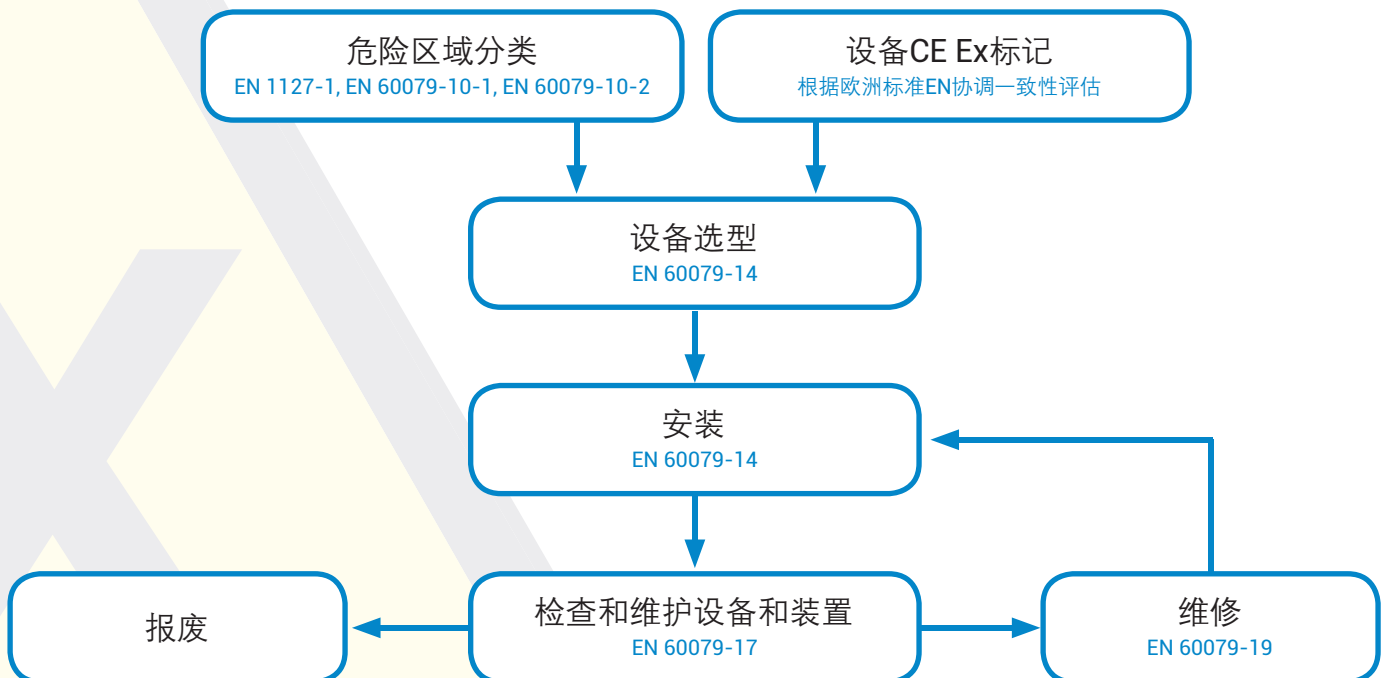 危险区域分类
EN 1127-1, EN 60079-10-1, EN 60079-10-2
设备CE Ex标记
根据欧洲标准EN协调一致性评估
设备选型
EN 60079-14
安装
EN 60079-14
报废
检查和维护设备和装置
EN 60079-17
维修
EN 60079-19